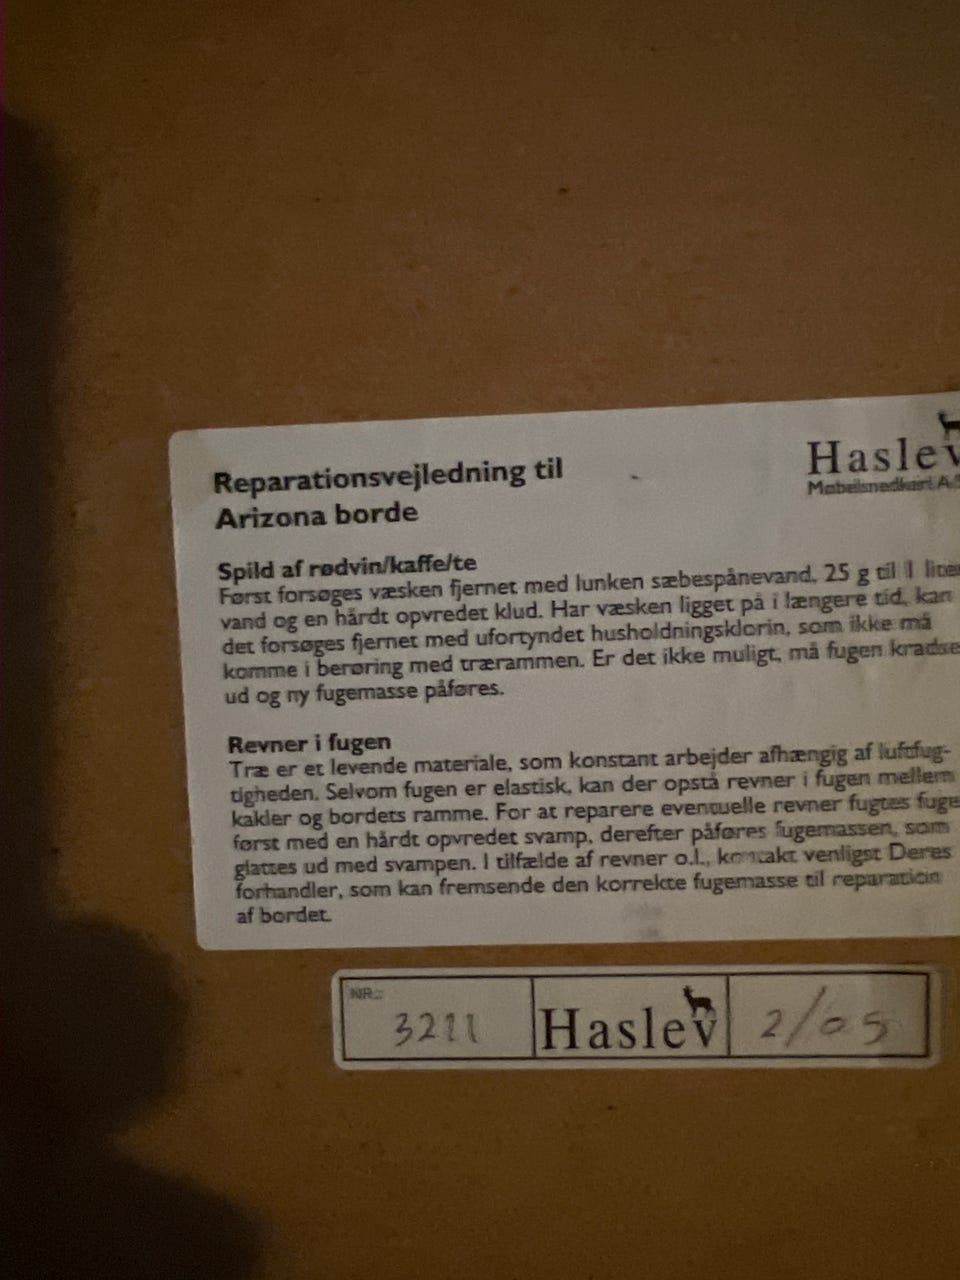 Reparationsvejledning til
Arizona borde
Haslev
Møbelsnedkeri A/S
Spild af rødvin/kaffe/te
Først forsøges væsken fjernet med lunken sæbespånevand, 25 g til 1 liter
vand og en hårdt opvredet klud. Har væsken ligget på i længere tid, kan
det forsøges fjernet med ufortyndet husholdningsklorin, som ikke må
komme i berøring med trærammen. Er det ikke muligt, må fugen kradse
ud og ny fugemasse påføres.
Revner i fugen
Træ er et levende materiale, som konstant arbejder afhængig af luftfug-
tigheden. Selvom fugen er elastisk, kan der opstå revner i fugen mellem
kakler og bordets ramme. For at reparere eventuelle revner fugtes fuge
først med en hårdt opvredet svamp, derefter påføres fugemassen, som
glattes ud med svampen. I tilfælde af revner o.l., kontakt venligst Deres
forhandler, som kan fremsende den korrekte fugemasse til reparation
af bordet.
NR.:
3211 Haslev 2/05